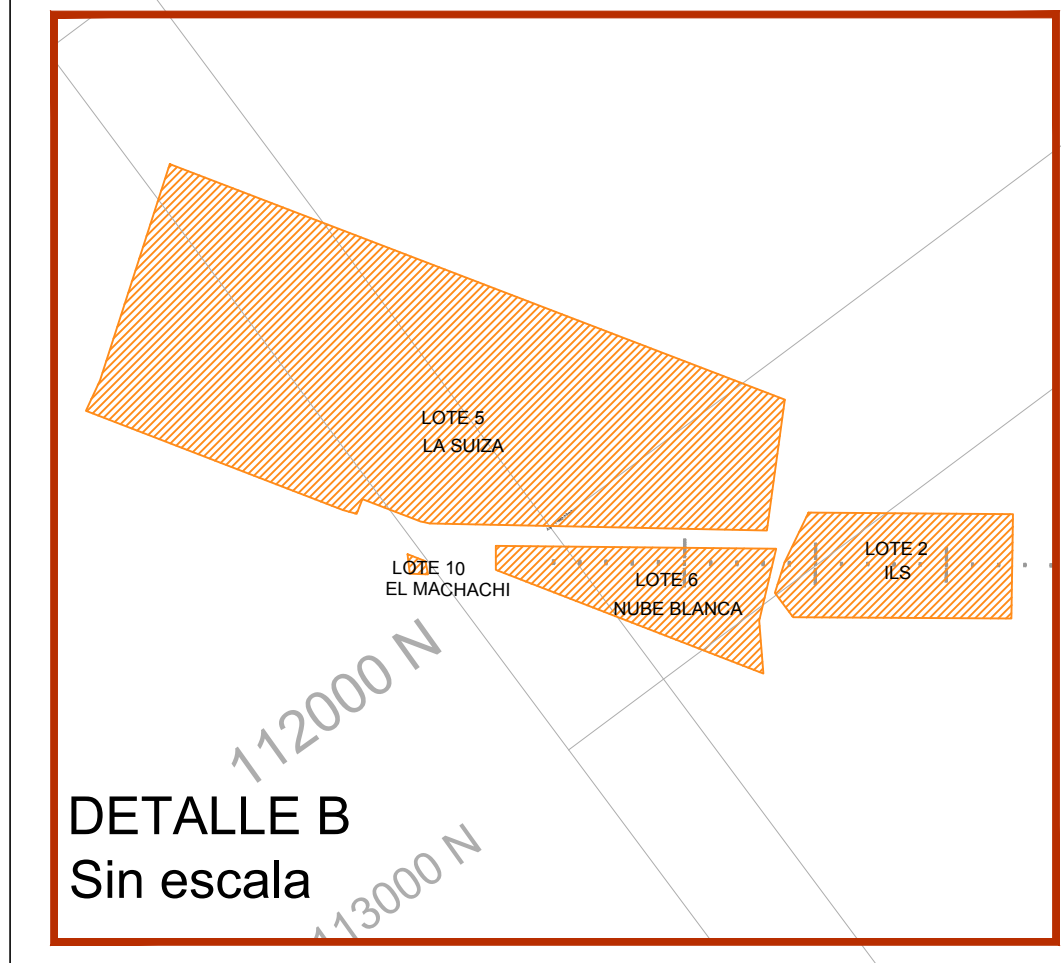 LOTE 5
LA SUIZA
LOTE 2
ILS
LOTE 10
EL MACHACHI
LOTE 6
NUBE BLANCA
112000 N
DETALLE B
Sin escala
113000 N